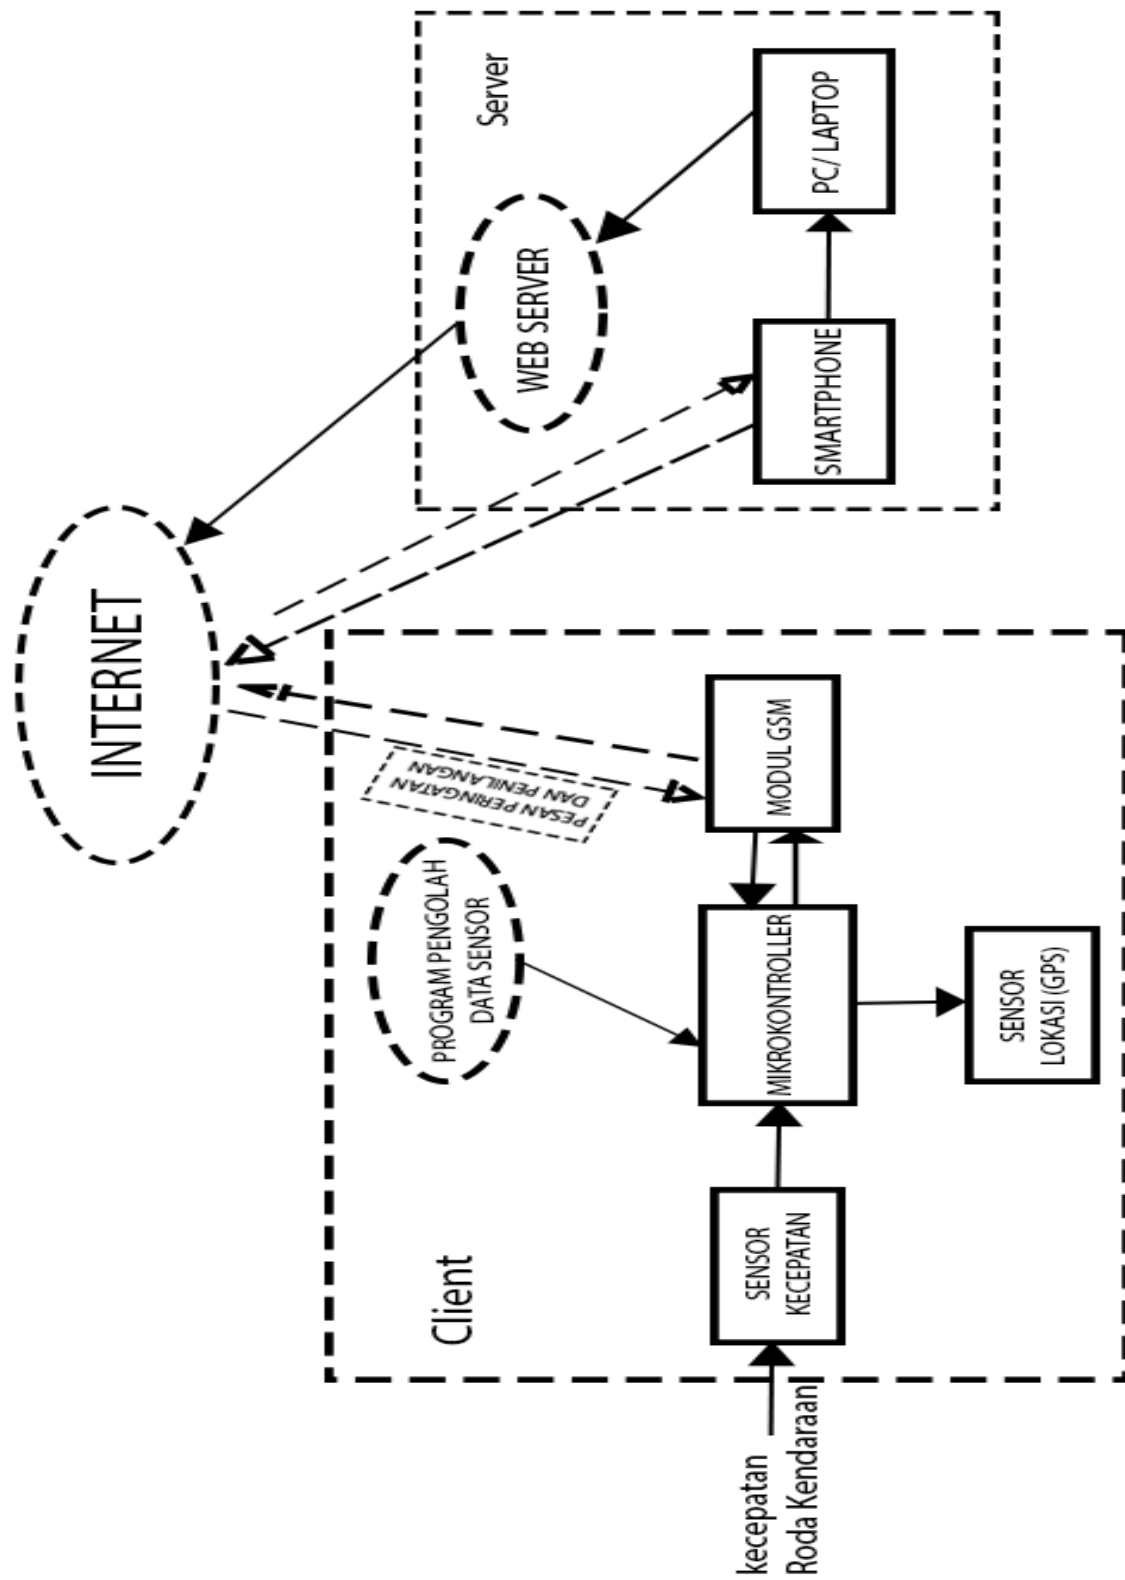 INTERNET
Client
PROGRAM PENGOLAH
DATA SENSOR
PESAN PERINGATAN
DAN PENILANGAN
kecepatan
Roda Kendaraan
SENSOR
KECEPATAN
MIKROKONTROLLER
MODUL GSM
SENSOR
LOKASI (GPS)
Server
WEB SERVER
SMARTPHONE
PC/ LAPTOP